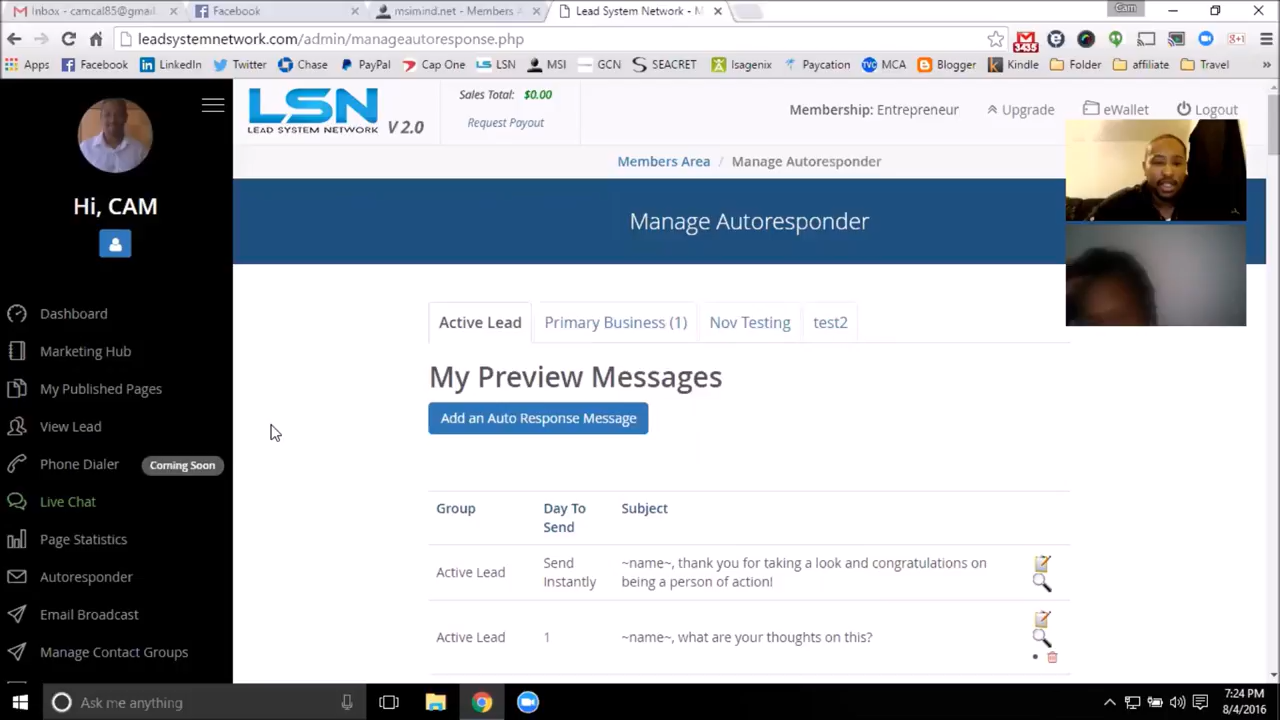 Inbox - camcal85@gmail.
Facebook
msimind.net - Members A
Lead System Network - M
Cam
leadsystemnetwork.com/admin/manageautoresponse.php
3435
Apps Facebook LinkedIn Twitter Chase PayPal Cap One LSN MSI GCN SEACRET Isagenix Paycation MCA Blogger Kindle Folder affiliate Travel »
LSN
LEAD SYSTEM NETWORK
V 2.0
Sales Total: $0.00
Request Payout
Membership: Entrepreneur
Upgrade
eWallet
Logout
Members Area / Manage Autoresponder
Manage Autoresponder
Hi, CAM
Dashboard
Marketing Hub
My Published Pages
View Lead
Phone Dialer Coming Soon
Live Chat
Page Statistics
Autoresponder
Email Broadcast
Manage Contact Groups
Active Lead
Primary Business (1)
Nov Testing
test2
My Preview Messages
Add an Auto Response Message
Group
Day To
Send
Subject
Active Lead
Send
Instantly
~name~, thank you for taking a look and congratulations on
being a person of action!
Active Lead
1
~name~, what are your thoughts on this?
Ask me anything
7:24 PM
8/4/2016